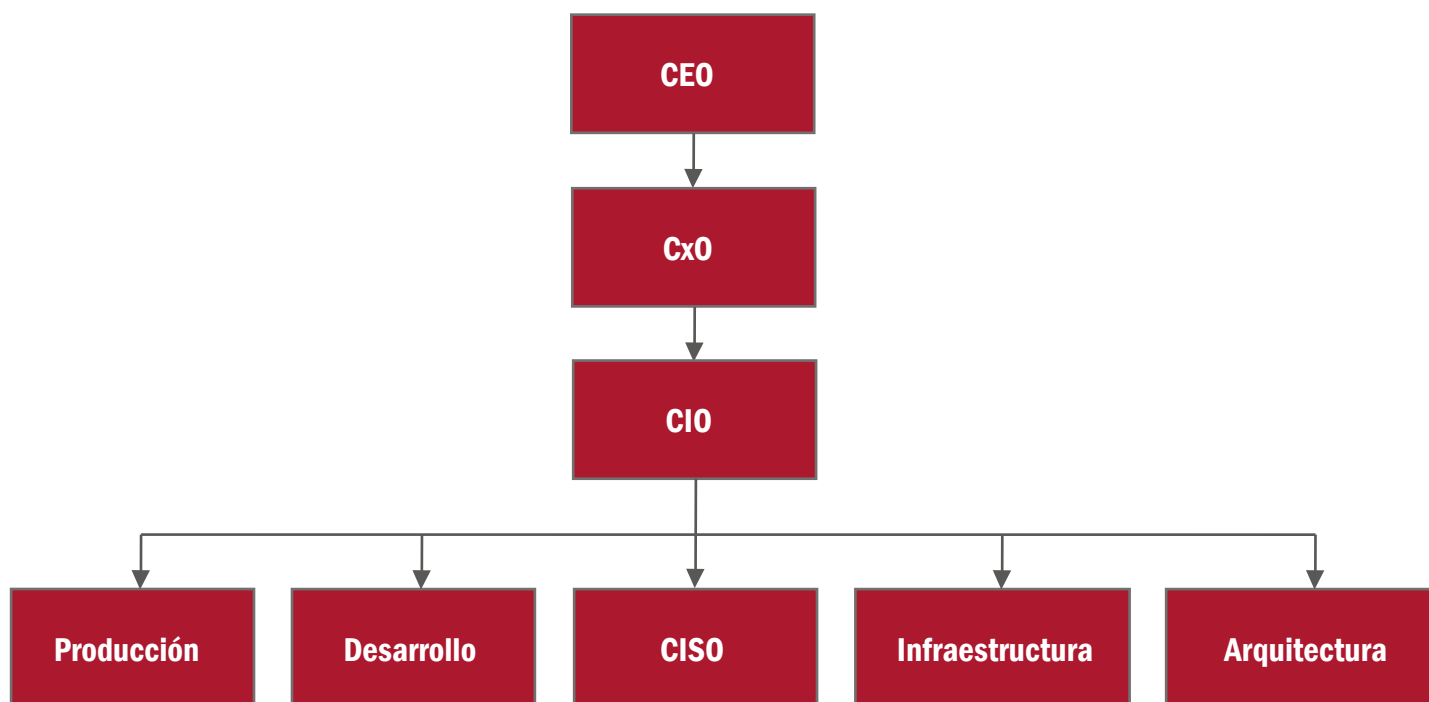 CEO
CxO
CIO
Producción
Desarrollo
CISO
Infraestructura
Arquitectura